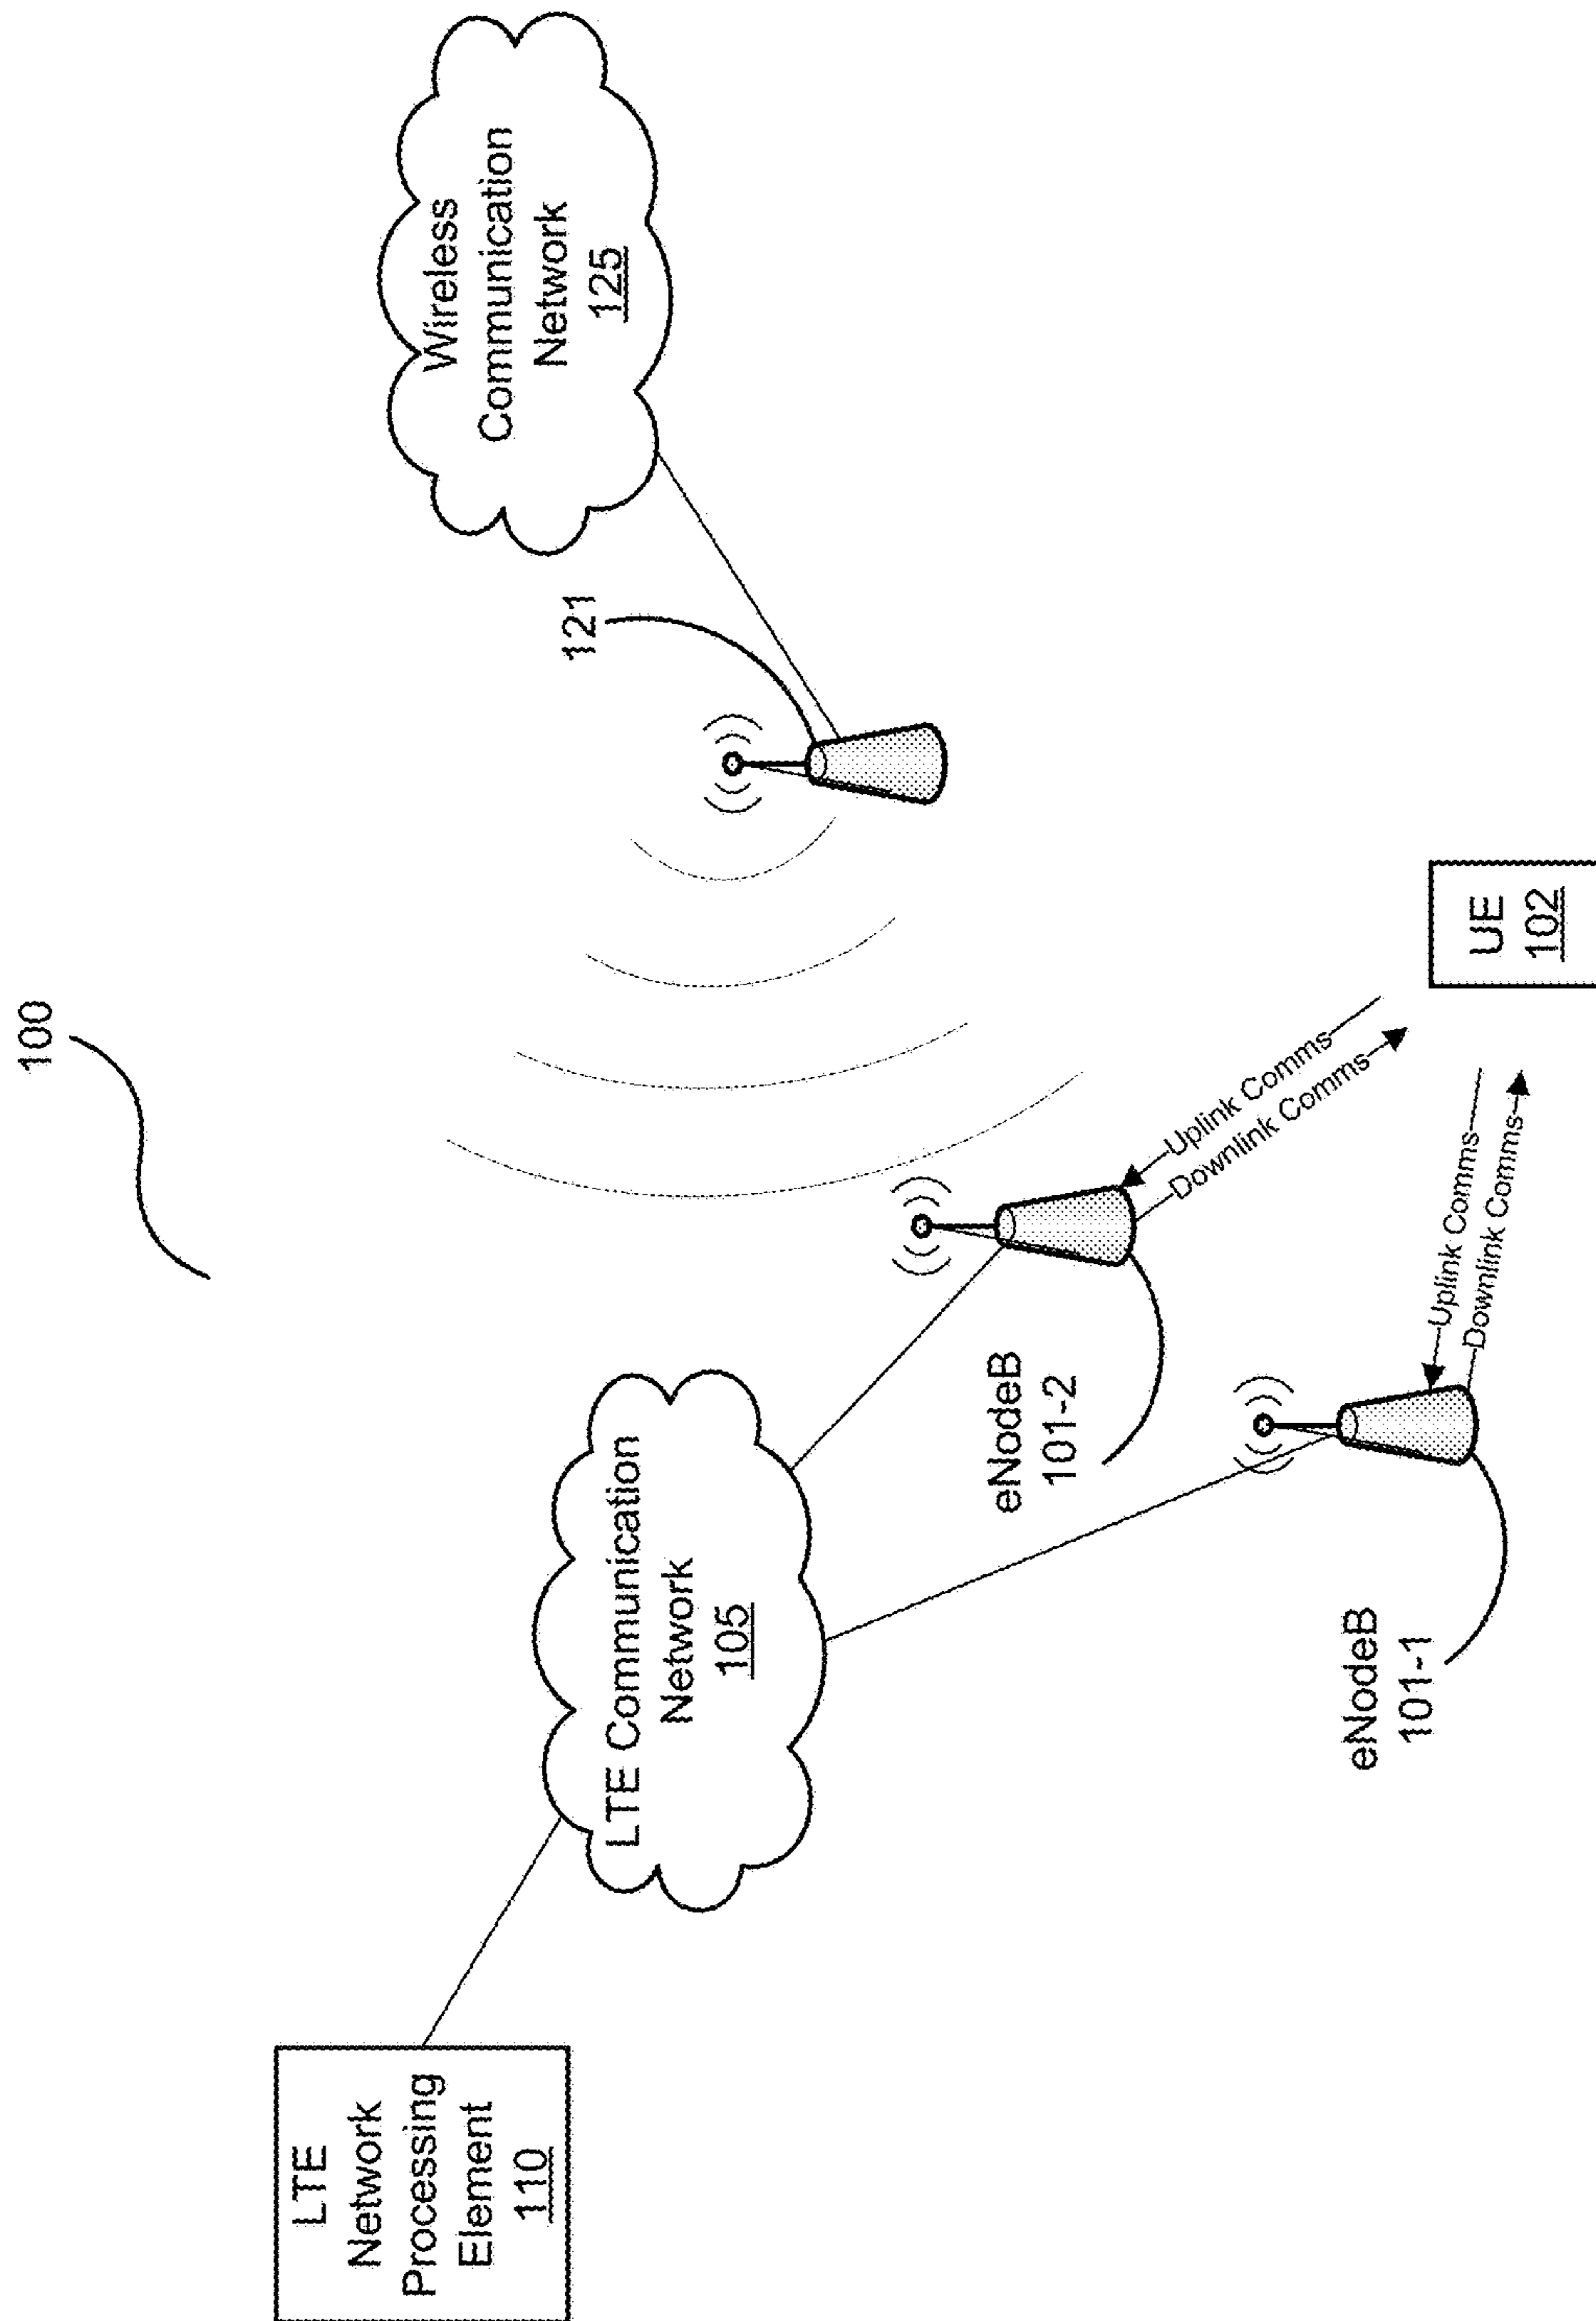 100
LTE
Network
Processing
Element
110
LTE Communication
Network
105
Wireless
Communication
Network
125
121
eNodeB
101-2
eNodeB
101-1
Uplink Comms
Downlink Comms
Uplink Comms
Downlink Comms
UE
102